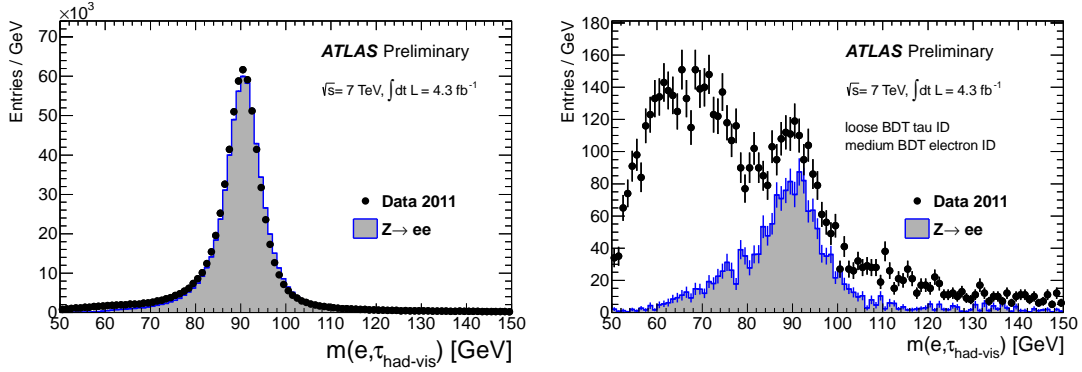 ×10³
Entries / GeV
70
60
50
40
30
20
10
0
ATLAS Preliminary
√s= 7 TeV, ∫dt L = 4.3 fb⁻¹
Data 2011
Z→ ee
50 60 70 80 90 100 110 120 130 140 150
m(e,τhad-vis) [GeV]
Entries / GeV
180
160
140
120
100
80
60
40
20
0
ATLAS Preliminary
√s= 7 TeV, ∫dt L = 4.3 fb⁻¹
loose BDT tau ID
medium BDT electron ID
Data 2011
Z→ ee
50 60 70 80 90 100 110 120 130 140 150
m(e,τhad-vis) [GeV]